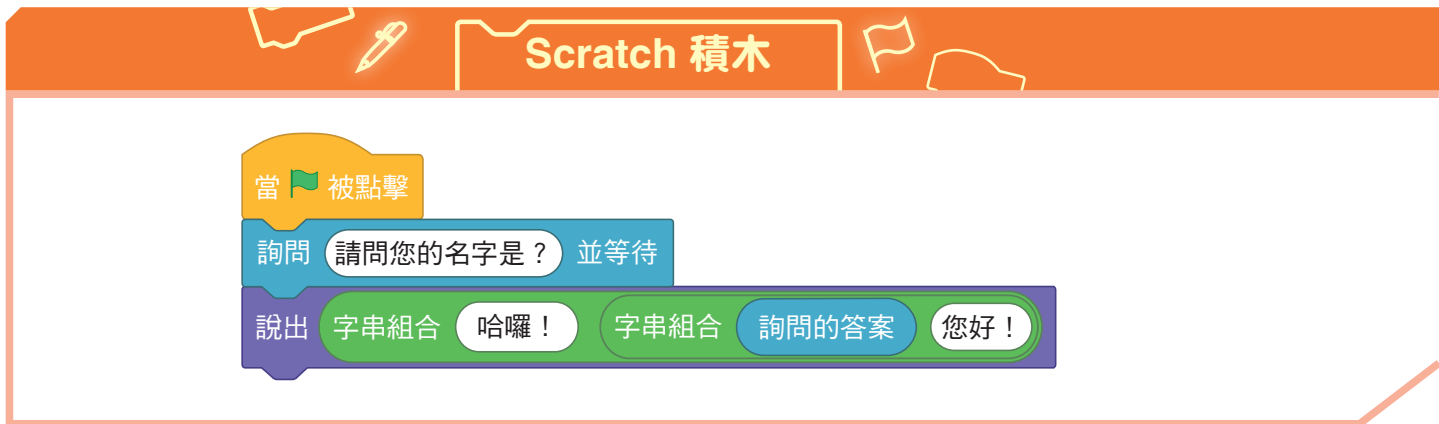 Scratch 積木
當 被點擊
詢問 請問您的名字是？ 並等待
說出 字串組合 哈囉！ 字串組合 詢問的答案 您好！